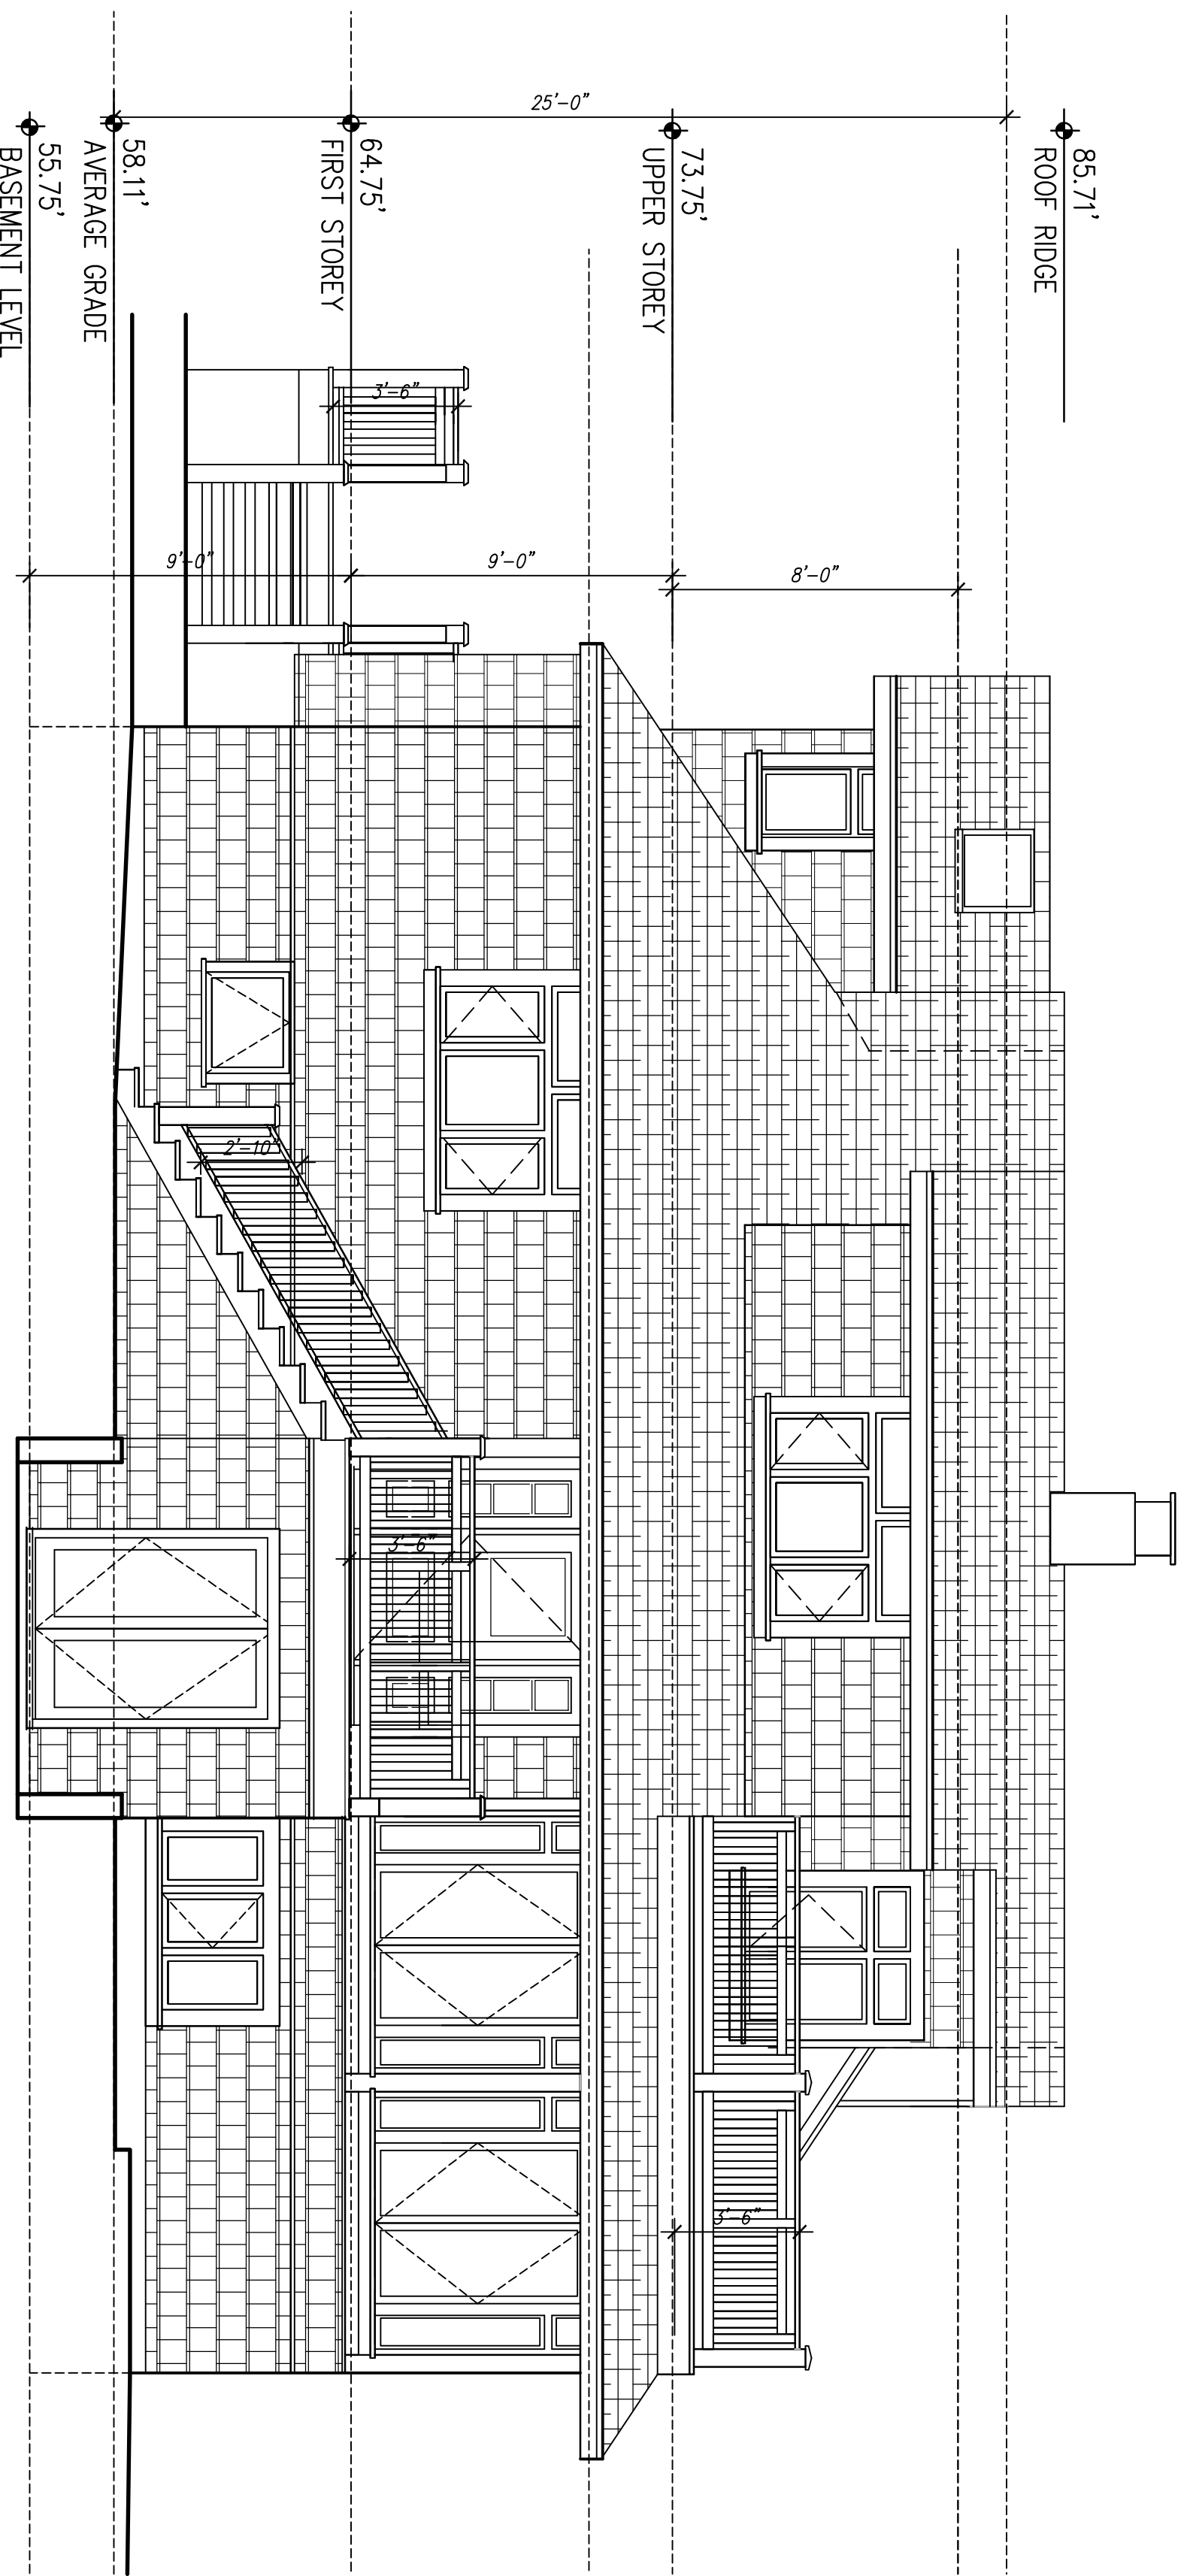 85.71'
ROOF RIDGE
73.75'
UPPER STOREY
64.75'
FIRST STOREY
58.11'
AVERAGE GRADE
55.75'
BASEMENT LEVEL
25'-0"
3'-6"
9'-0"
9'-0"
8'-0"
2'-10"
3'-6"
3'-6"